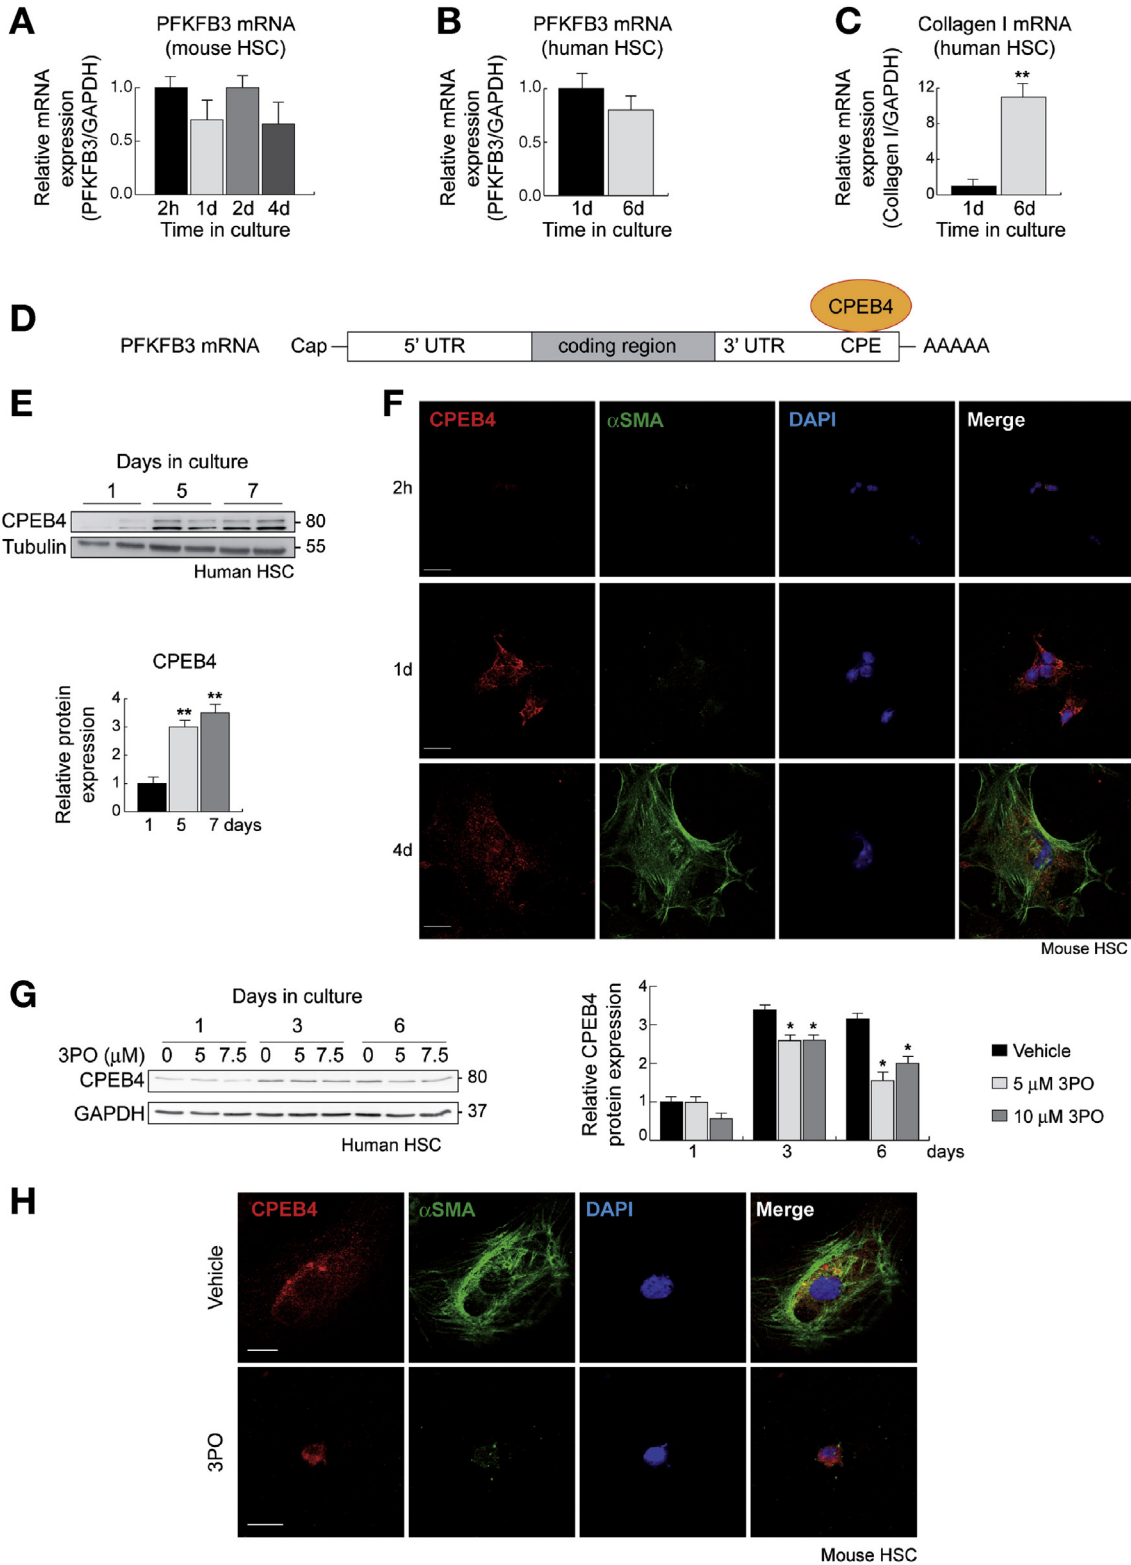 A
PFKFB3 mRNA
(mouse HSC)
Relative mRNA
expression
(PFKFB3/GAPDH)
1.0
0.5
0.0
2h 1d 2d 4d
Time in culture
B
PFKFB3 mRNA
(human HSC)
Relative mRNA
expression
(PFKFB3/GAPDH)
1.0
0.5
0.0
1d 6d
Time in culture
C
Collagen I mRNA
(human HSC)
Relative mRNA
expression
(Collagen I/GAPDH)
12
8
4
0
**
1d 6d
Time in culture
D
CPEB4
PFKFB3 mRNA Cap 5' UTR coding region 3' UTR CPE AAAAA
E
Days in culture
1 5 7
CPEB4 - 80
Tubulin - 55
Human HSC
CPEB4
Relative protein
expression
4
3
2
1
0
** **
1 5 7 days
F
CPEB4 αSMA DAPI Merge
2h
1d
4d
Mouse HSC
G
Days in culture
1 3 6
3PO (μM) 0 5 7.5 0 5 7.5 0 5 7.5
CPEB4 - 80
GAPDH - 37
Human HSC
Relative CPEB4
protein expression
4
3
2
1
0
* *
* *
1 3 6 days
Vehicle
5 μM 3PO
10 μM 3PO
H
CPEB4 αSMA DAPI Merge
Vehicle
3PO
Mouse HSC